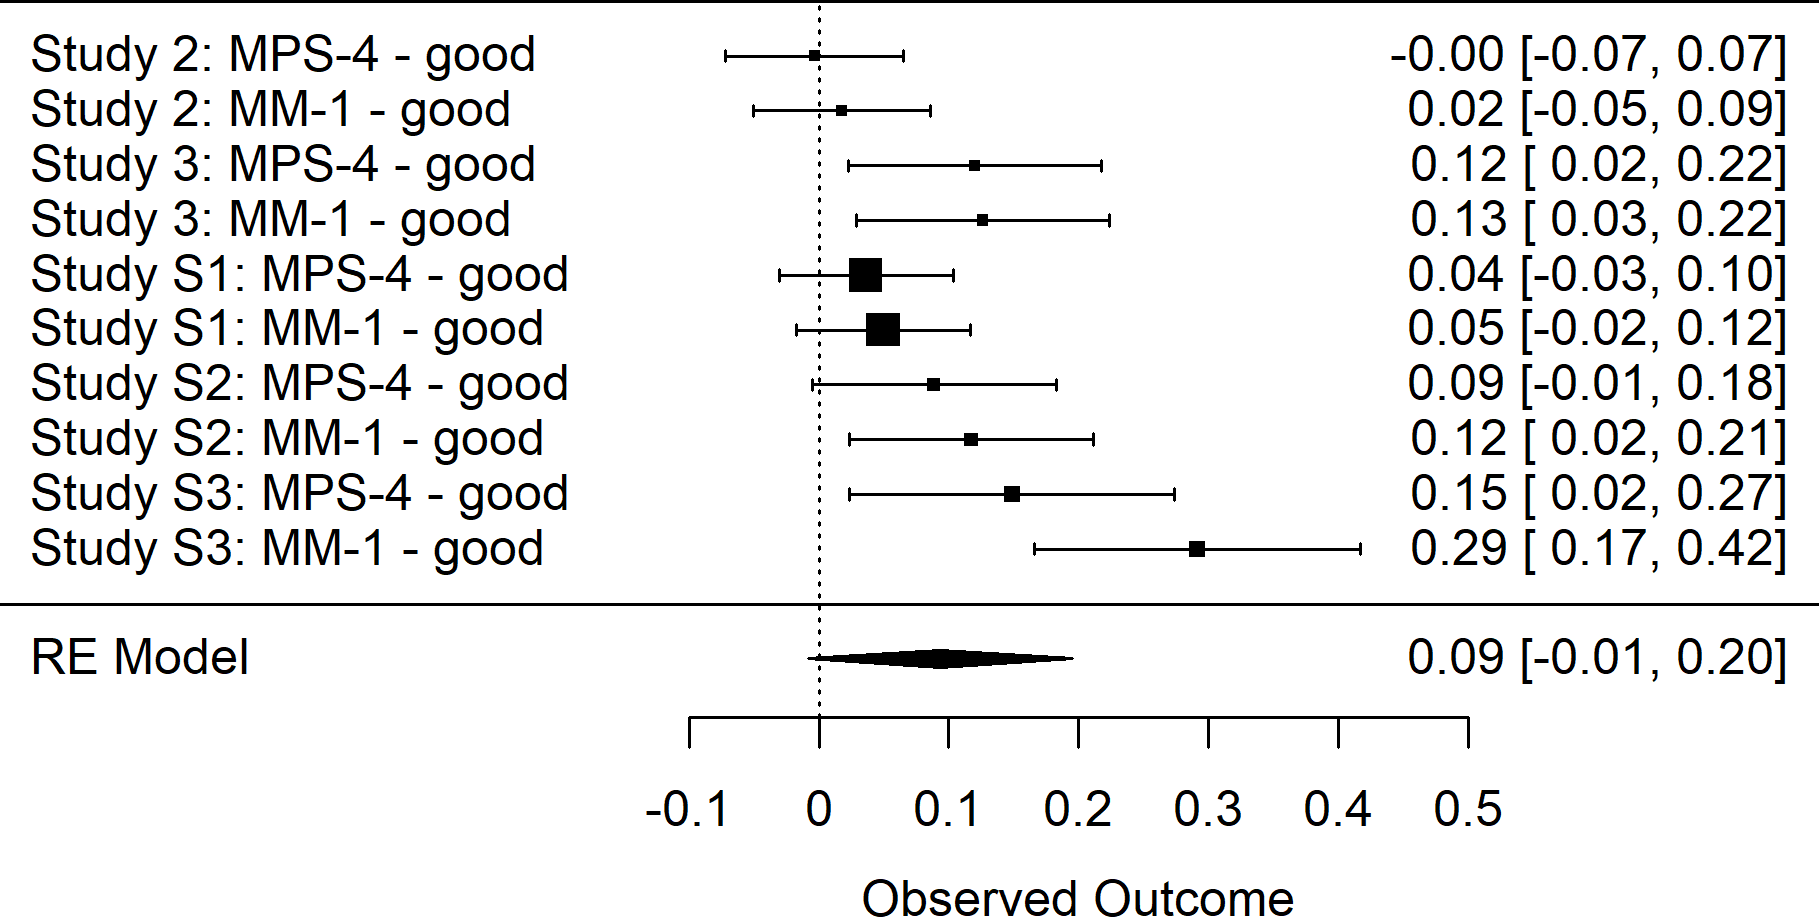 Study 2: MPS-4 - good -0.00 [-0.07, 0.07]
Study 2: MM-1 - good 0.02 [-0.05, 0.09]
Study 3: MPS-4 - good 0.12 [ 0.02, 0.22]
Study 3: MM-1 - good 0.13 [ 0.03, 0.22]
Study S1: MPS-4 - good 0.04 [-0.03, 0.10]
Study S1: MM-1 - good 0.05 [-0.02, 0.12]
Study S2: MPS-4 - good 0.09 [-0.01, 0.18]
Study S2: MM-1 - good 0.12 [ 0.02, 0.21]
Study S3: MPS-4 - good 0.15 [ 0.02, 0.27]
Study S3: MM-1 - good 0.29 [ 0.17, 0.42]
RE Model 0.09 [-0.01, 0.20]
-0.1 0 0.1 0.2 0.3 0.4 0.5
Observed Outcome